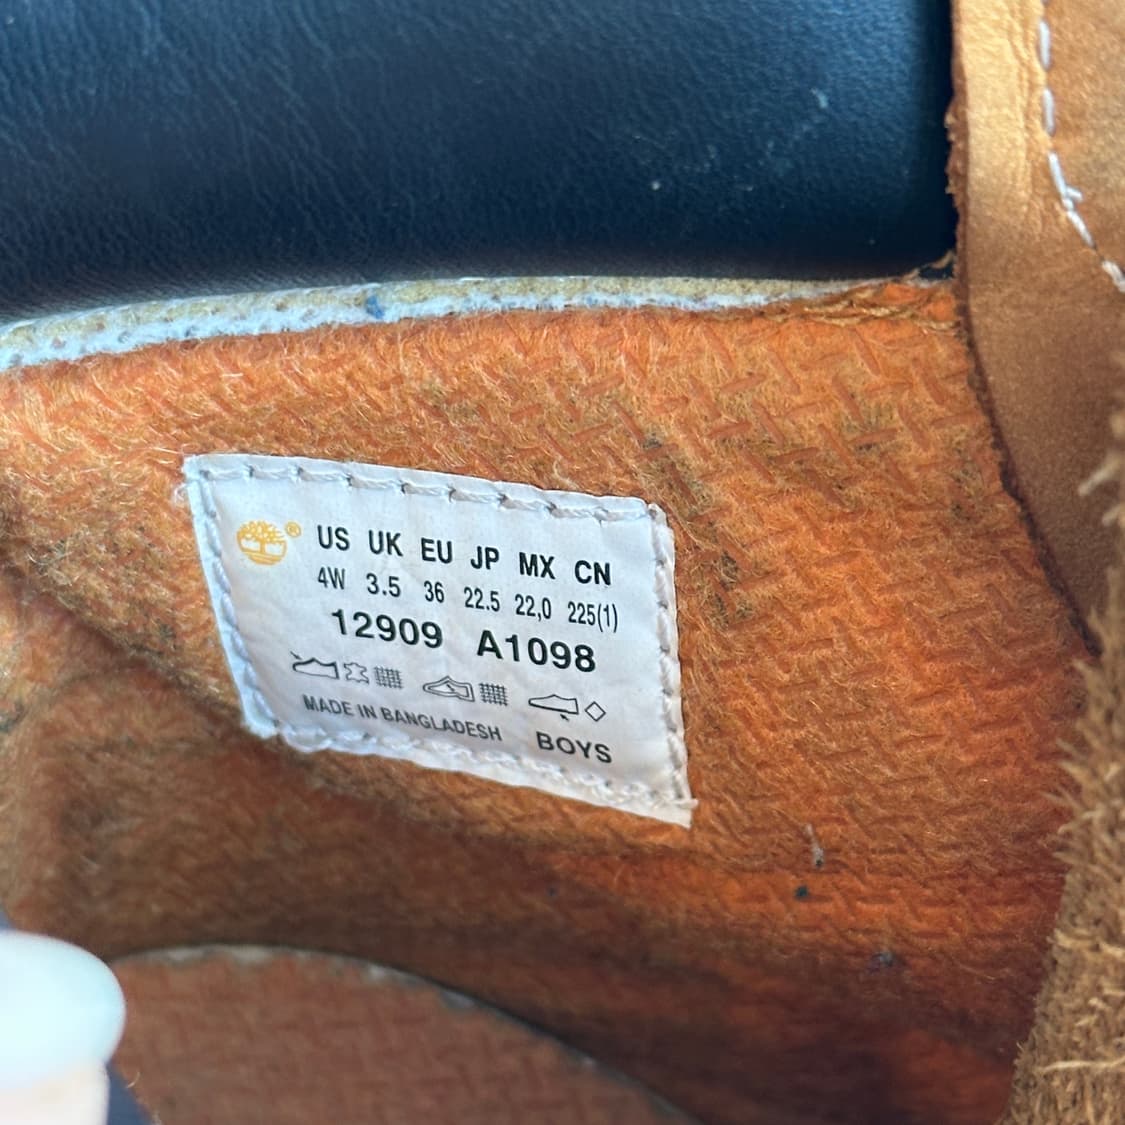 ® US UK EU JP MX CN
4W 3.5 36 22.5 22,0 225(1)
12909 A1098
MADE IN BANGLADESH BOYS